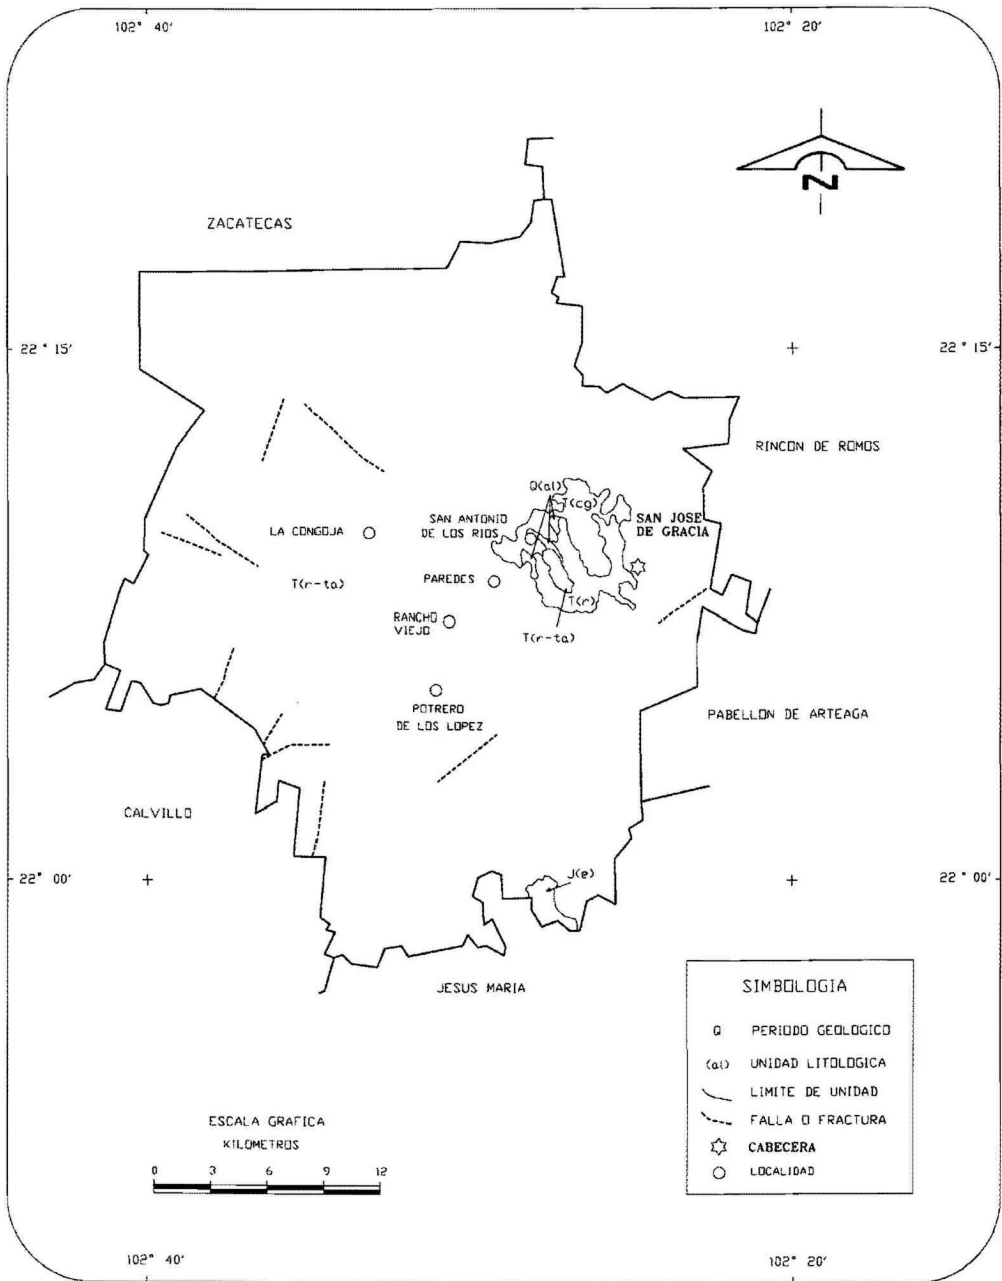 102° 40'
102° 20'
N
ZACATECAS
22° 15'
22° 15'
RINCON DE ROMOS
Q(al)
T(cg)
SAN ANTONIO
DE LOS RIOS
SAN JOSE
DE GRACIA
LA CONGOJA
T(r-ta)
PAREDES
T(r)
RANCHO
VIEJO
T(r-ta)
POTRERO
DE LOS LOPEZ
PABELLON DE ARTEAGA
CALVILLO
22° 00'
J(e)
22° 00'
JESUS MARIA
SIMBOLOGIA
Q PERIODO GEOLOGICO
(al) UNIDAD LITOLOGICA
LIMITE DE UNIDAD
FALLA O FRACTURA
CABECERA
LOCALIDAD
ESCALA GRAFICA
KILOMETROS
0 3 6 9 12
102° 40'
102° 20'